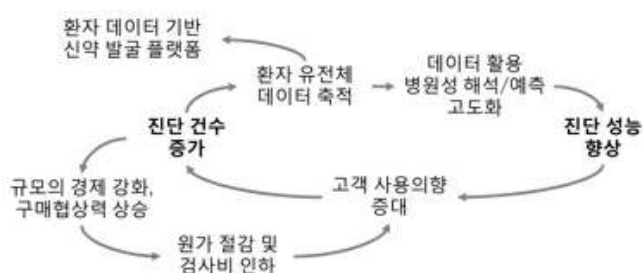 환자 데이터 기반
신약 발굴 플랫폼
환자 유전체
데이터 축적
데이터 활용
병원성 해석/예측
고도화
진단 건수
증가
진단 성능
향상
규모의 경제 강화,
구매협상력 상승
고객 사용의향
증대
원가 절감 및
검사비 인하